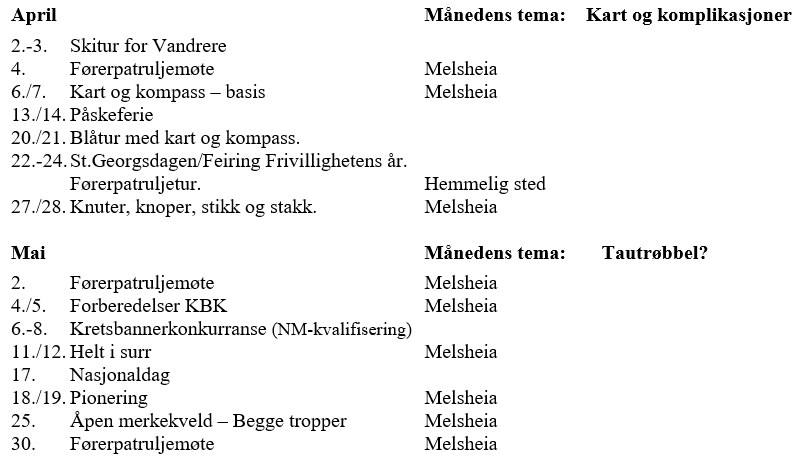 April Månedens tema: Kart og komplikasjoner
2.-3. Skitur for Vandrere
4. Førerpatruljemøte Melsheia
6./7. Kart og kompass – basis Melsheia
13./14. Påskeferie
20./21. Blåtur med kart og kompass.
22.-24. St.Georgsdagen/Feiring Frivillighetens år.
Førerpatruljetur. Hemmelig sted
27./28. Knuter, knoper, stikk og stakk. Melsheia
Mai Månedens tema: Tautrøbbel?
2. Førerpatruljemøte Melsheia
4./5. Forberedelser KBK Melsheia
6.-8. Kretsbannerkonkurranse (NM-kvalifisering)
11./12. Helt i surr Melsheia
17. Nasjonaldag
18./19. Pionering Melsheia
25. Åpen merkekveld – Begge tropper Melsheia
30. Førerpatruljemøte Melsheia